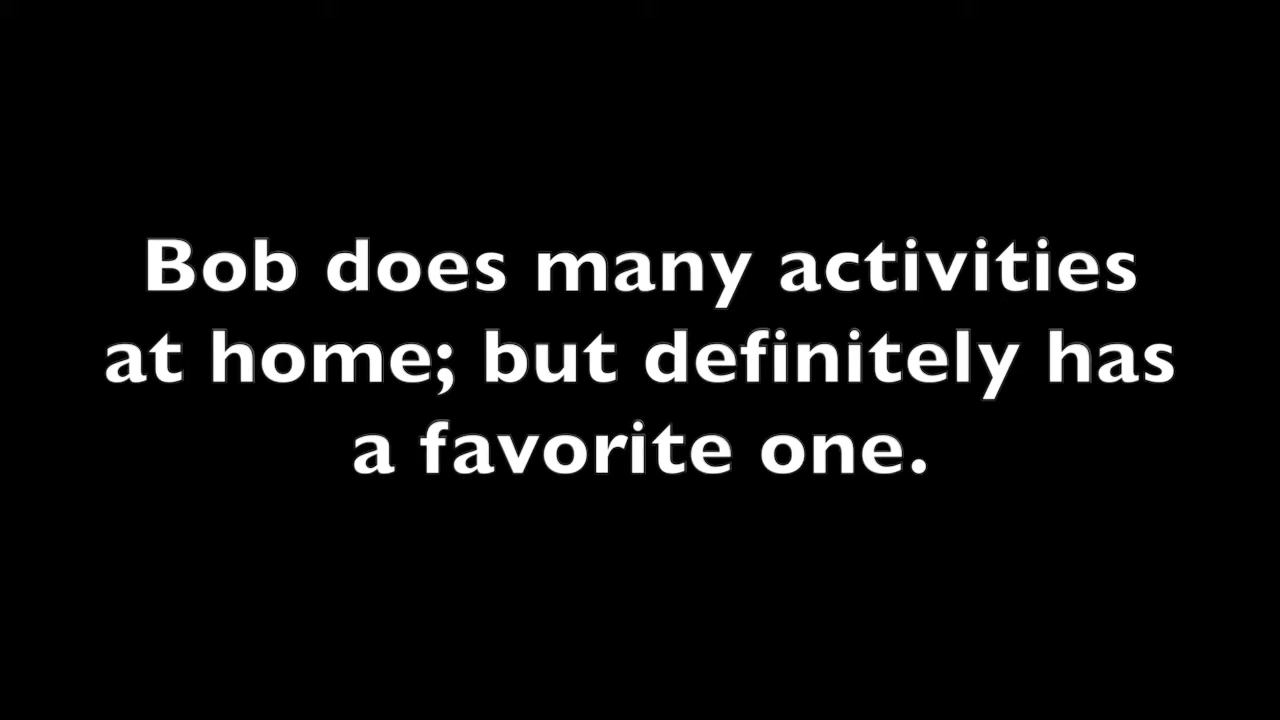 Bob does many activities
at home; but definitely has
a favorite one.